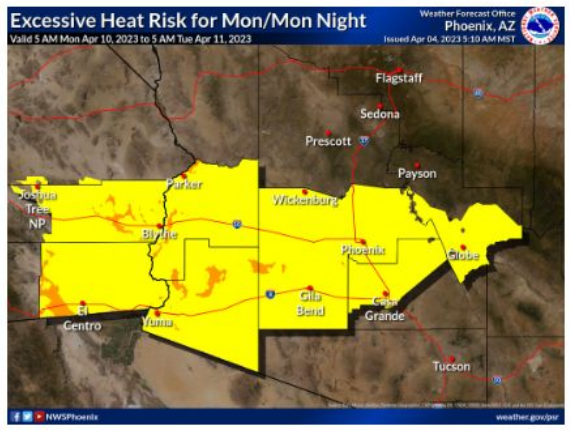 Excessive Heat Risk for Mon/Mon Night
Valid 5 AM Mon Apr 10, 2023 to 5 AM Tue Apr 11, 2023
Weather Forecast Office
Phoenix, AZ
Issued Apr 04, 2023 5:10 AM MST
Flagstaff
Sedona
Prescott
Payson
Parker
Joshua
Tree
NP
Wickenburg
Blythe
Phoenix
Globe
Gila
Bend
Casa
Grande
El
Centro
Yuma
Tucson
NWSPhoenix
weather.gov/psr